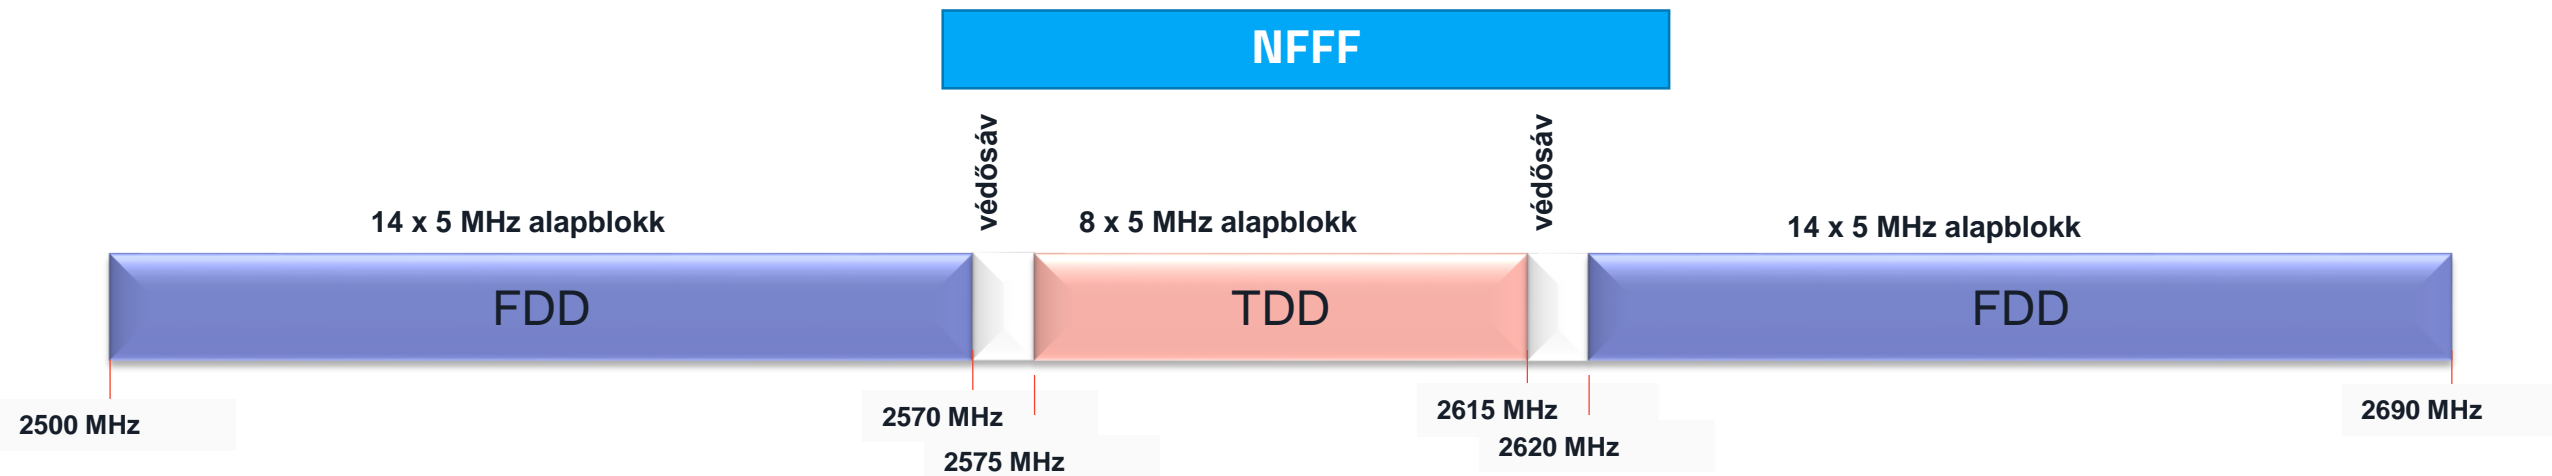 NFFF
védősáv
védősáv
14 x 5 MHz alapblokk
8 x 5 MHz alapblokk
14 x 5 MHz alapblokk
FDD
TDD
FDD
2500 MHz
2570 MHz
2575 MHz
2615 MHz
2620 MHz
2690 MHz